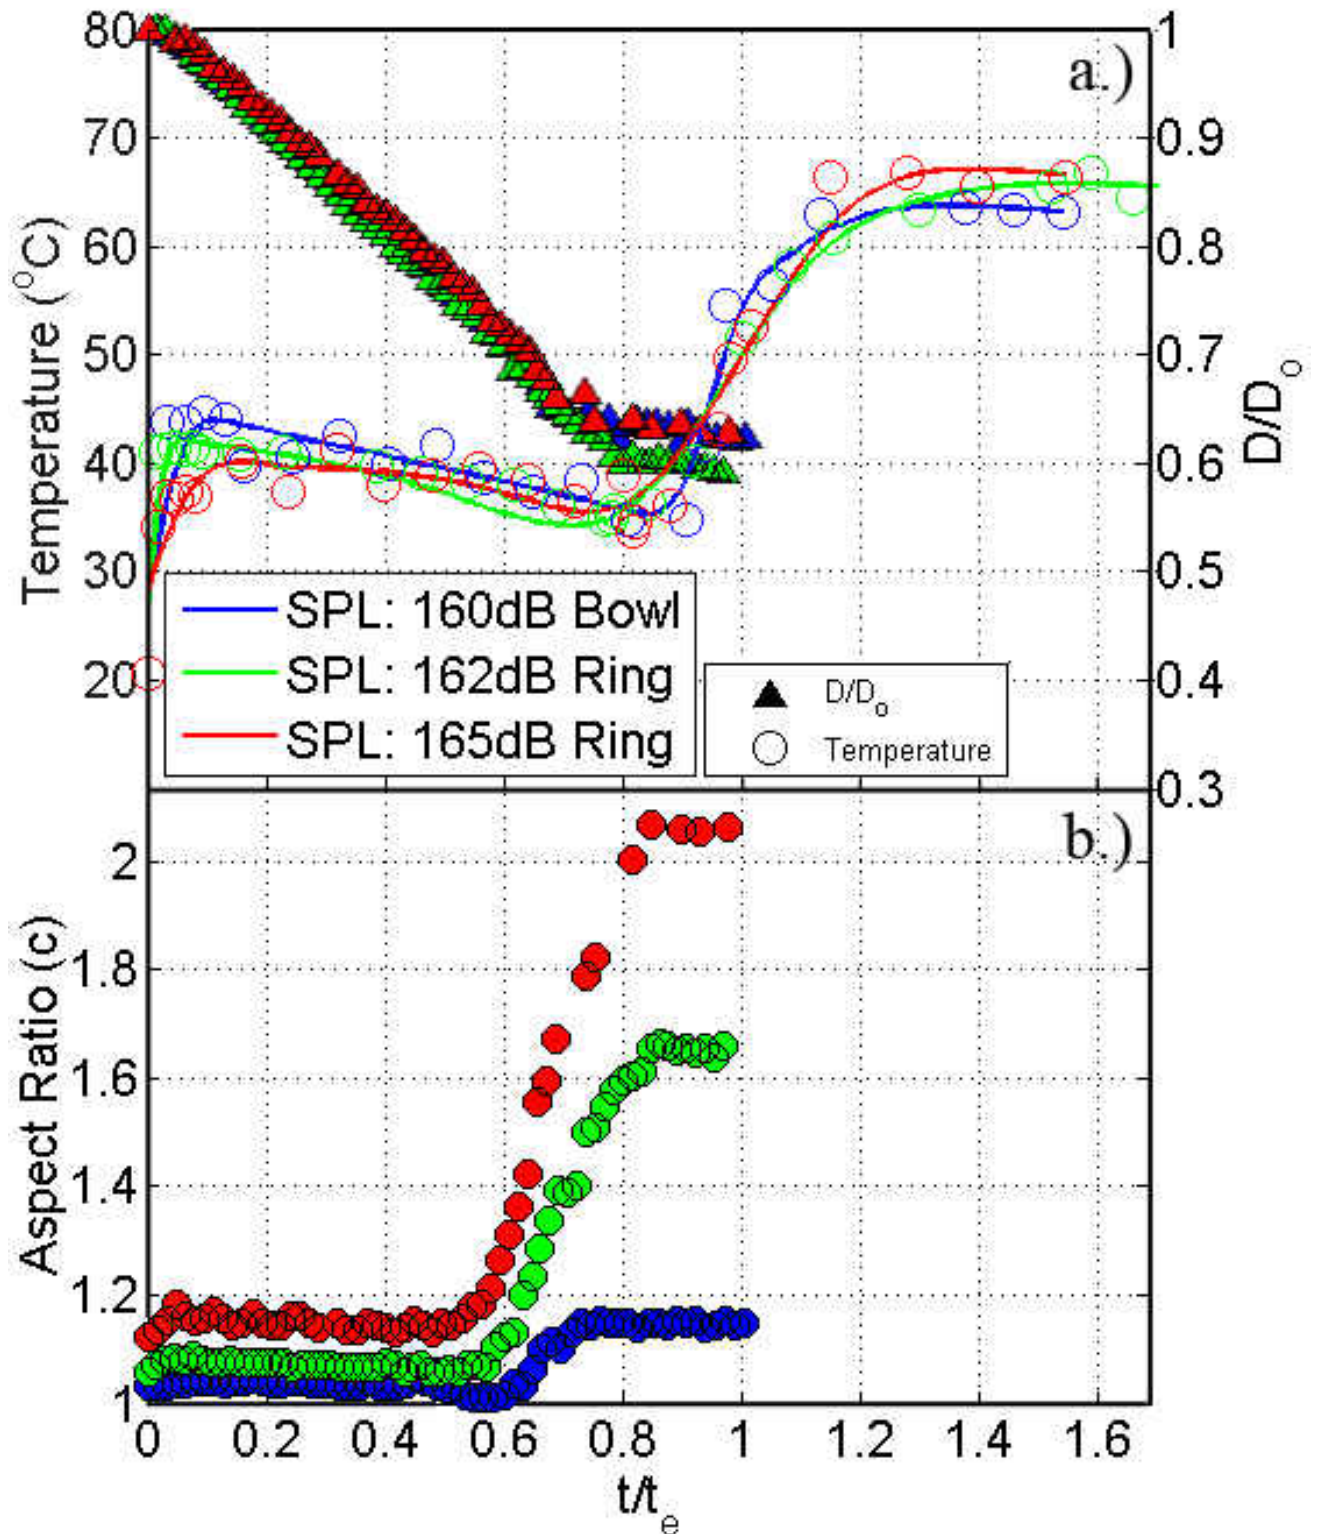 a.)
80
70
60
50
40
30
20
Temperature (°C)
1
0.9
0.8
0.7
0.6
0.5
0.4
0.3
D/Do
SPL: 160dB Bowl
SPL: 162dB Ring
SPL: 165dB Ring
D/Do
Temperature
b.)
2
1.8
1.6
1.4
1.2
1
Aspect Ratio (c)
0 0.2 0.4 0.6 0.8 1 1.2 1.4 1.6
t/te